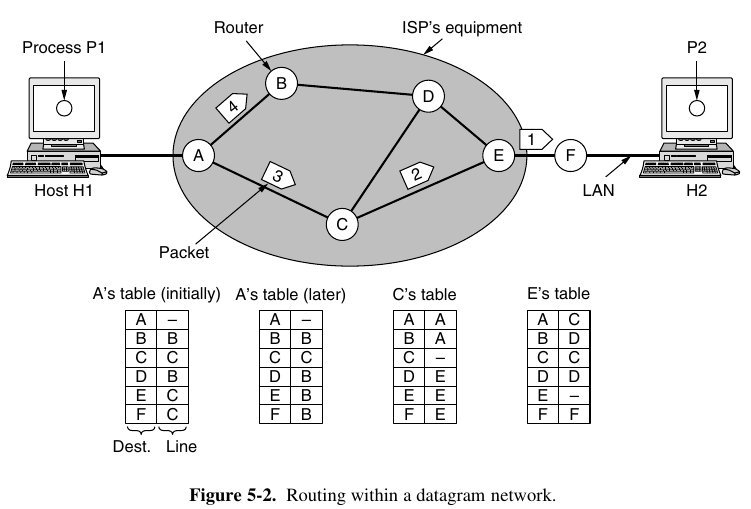 Router
ISP's equipment
Process P1
P2
B
D
4
A
1
E
F
3
2
C
Host H1
LAN
H2
Packet
A's table (initially) A's table (later) C's table E's table
A – A – A A A C
B B B B B A B D
C C C C C – C C
D B D B D E D D
E C E B E E E –
F C F B F E F F
Dest. Line
Figure 5-2. Routing within a datagram network.